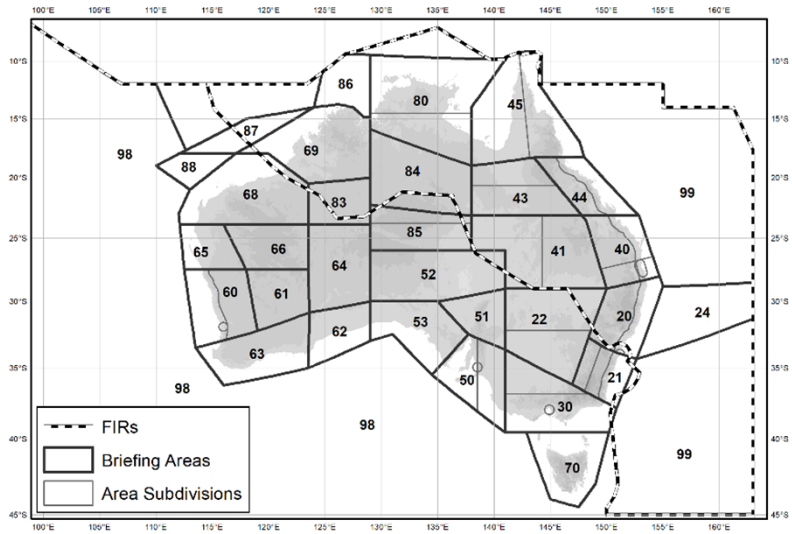 100°E 105°E 110°E 115°E 120°E 125°E 130°E 135°E 140°E 145°E 150°E 155°E 160°E
10°S 10°S
86
80
45
15°S 15°S
87
69
98
88
84
99
20°S 20°S
68
83
43
44
85
65
66
64
41
40
25°S 25°S
52
60
61
30°S 30°S
62
53
51
22
20
24
63
35°S 35°S
50
21
98
30
98
FIRs
40°S 40°S
Briefing Areas
70
99
Area Subdivisions
45°S 45°S
100°E 105°E 110°E 115°E 120°E 125°E 130°E 135°E 140°E 145°E 150°E 155°E 160°E